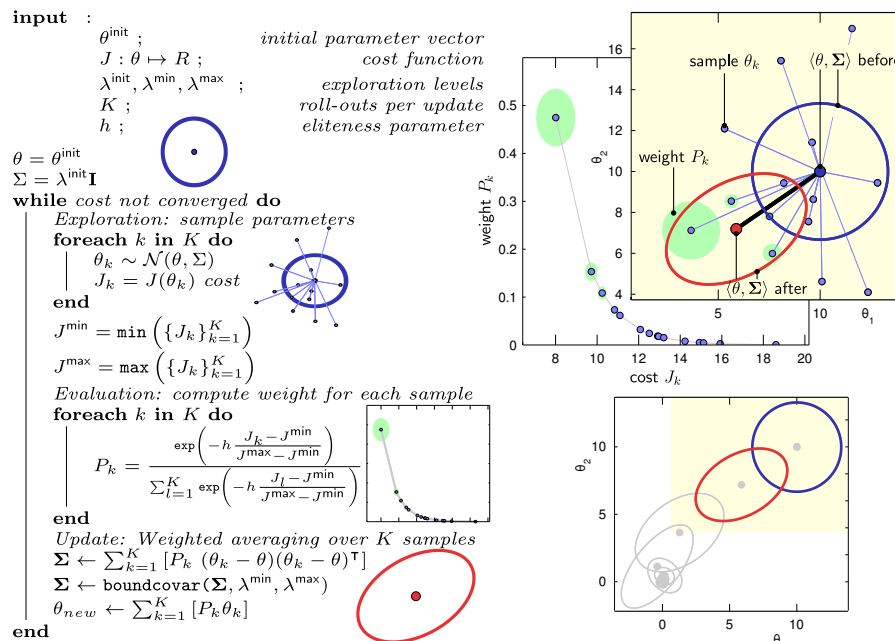 input :
θ^init ; initial parameter vector
J : θ ↦ R ; cost function
λ^init, λ^min, λ^max ; exploration levels
K ; roll-outs per update
h ; eliteness parameter
θ = θ^init
Σ = λ^init I
while cost not converged do
Exploration: sample parameters
foreach k in K do
θ_k ∼ N(θ, Σ)
J_k = J(θ_k) cost
end
J^min = min ({J_k}_{k=1}^K)
J^max = max ({J_k}_{k=1}^K)
Evaluation: compute weight for each sample
foreach k in K do
P_k = exp(−h (J_k−J^min)/(J^max−J^min)) / ∑_{l=1}^K exp(−h (J_l−J^min)/(J^max−J^min))
end
Update: Weighted averaging over K samples
Σ ← ∑_{k=1}^K [P_k (θ_k − θ)(θ_k − θ)^⊤]
Σ ← boundcovar(Σ, λ^min, λ^max)
θ_new ← ∑_{k=1}^K [P_k θ_k]
end
weight P_k
0.5
0.4
0.3
0.2
0.1
0
8 10 12 14 16 18 20
cost J_k
θ_2
16
14
12
10
8
6
4
5 10 θ_1
sample θ_k
⟨θ, Σ⟩ before
weight P_k
⟨θ, Σ⟩ after
θ_2
10
5
0
0 5 10
θ